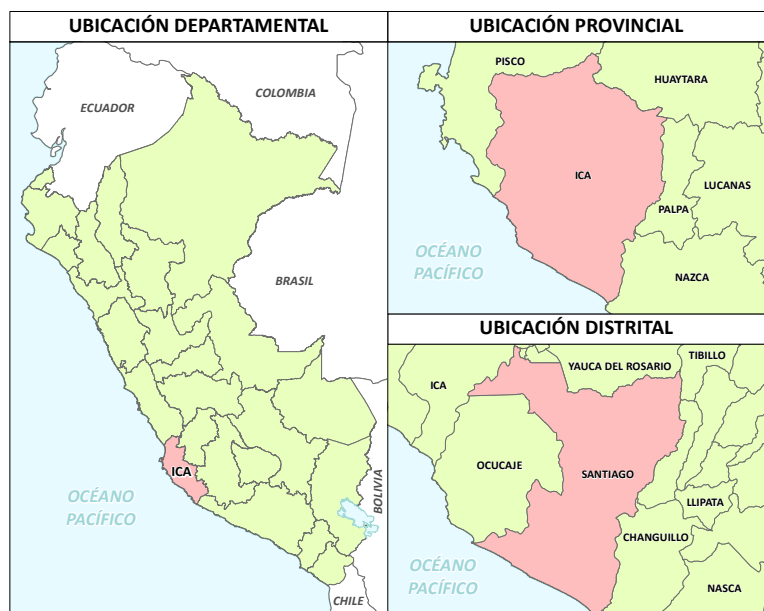 UBICACIÓN DEPARTAMENTAL
COLOMBIA
ECUADOR
BRASIL
ICA
OCÉANO
PACÍFICO
BOLIVIA
CHILE
UBICACIÓN PROVINCIAL
PISCO
HUAYTARA
ICA
LUCANAS
PALPA
OCÉANO
PACÍFICO
NAZCA
UBICACIÓN DISTRITAL
TIBILLO
YAUCA DEL ROSARIO
ICA
OCUCAJE
SANTIAGO
LLIPATA
CHANGUILLO
OCÉANO
PACÍFICO
NASCA